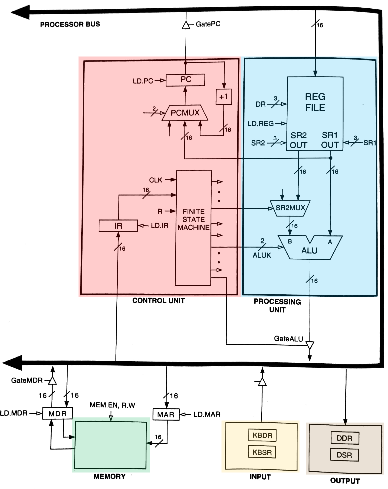 PROCESSOR BUS
GatePC
16
LD.PC
PC
+1
2
PCMUX
16
16
REG
FILE
DR
3
LD.REG
SR2
3
SR2
OUT
SR1
OUT
3
SR1
16
16
CLK
16
R
FINITE
STATE
MACHINE
IR
LD.IR
16
SR2MUX
16
B
A
ALU
2
ALUK
16
CONTROL UNIT
PROCESSING
UNIT
GateALU
GateMDR
16
16
16
LD.MDR
MDR
MEM EN, R.W
MAR
LD.MAR
16
MEMORY
KBDR
KBSR
INPUT
DDR
DSR
OUTPUT